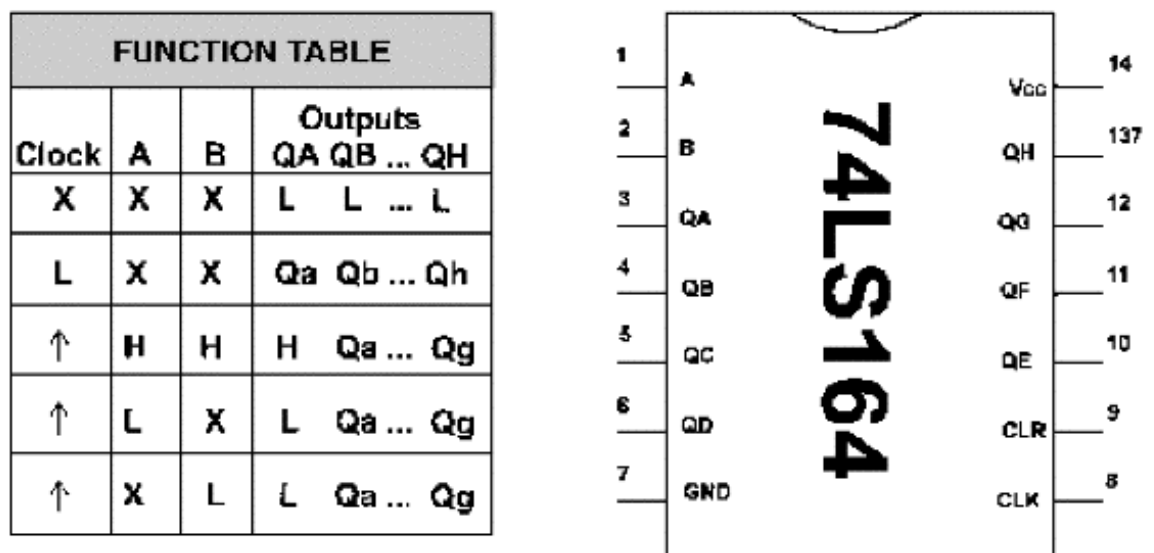 FUNCTION TABLE
Outputs
Clock A B QA QB ... QH
X X X L L ... L
L X X Qa Qb ... Qh
↑ H H H Qa ... Qg
↑ L X L Qa ... Qg
↑ X L L Qa ... Qg
74LS164
1 A
2 B
3 QA
4 QB
5 QC
6 QD
7 GND
Vcc 14
QH 137
QG 12
QF 11
QE 10
CLR 9
CLK 8